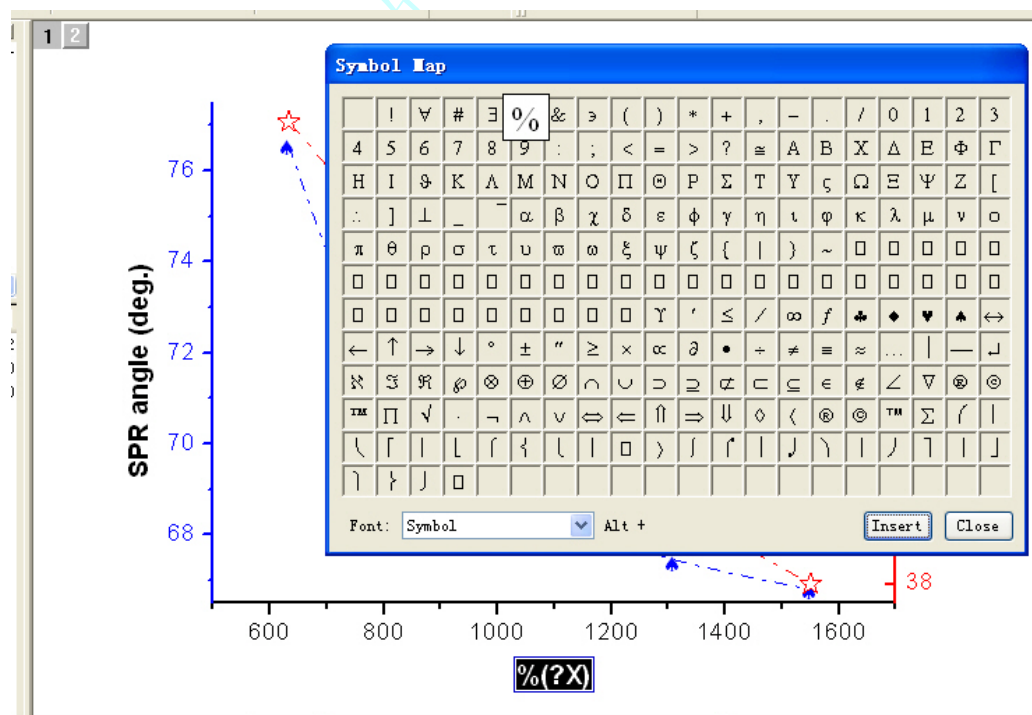 1 2
Symbol Map
! ∀ # ∃ % & ϶ ( ) * + , − . / 0 1 2 3
4 5 6 7 8 9 : ; < = > ? ≅ Α Β Χ Δ Ε Φ Γ
Η Ι ϑ Κ Λ Μ Ν Ο Π Θ Ρ Σ Τ Υ ς Ω Ξ Ψ Ζ [
∴ ] ⊥ _ ‾ α β χ δ ε φ γ η ι φ κ λ μ ν ο
π θ ρ σ τ υ ϖ ω ξ ψ ζ { | } ~
ϒ ′ ≤ ⁄ ∞ ƒ ♣ ♦ ♥ ♠ ↔
← ↑ → ↓ ° ± ″ ≥ × ∝ ∂ • ÷ ≠ ≡ ≈ … | — ↵
ℵ ℑ ℜ ℘ ⊗ ⊕ ∅ ∩ ∪ ⊃ ⊇ ⊄ ⊂ ⊆ ∈ ∉ ∠ ∇ ® ©
™ ∏ √ ⋅ ¬ ∧ ∨ ⇔ ⇐ ⇑ ⇒ ⇓ ◊ 〈 ® © ™ ∑
Font: Symbol Alt +
Insert Close
76
74
72
70
68
SPR angle (deg.)
38
600 800 1000 1200 1400 1600
%(?X)